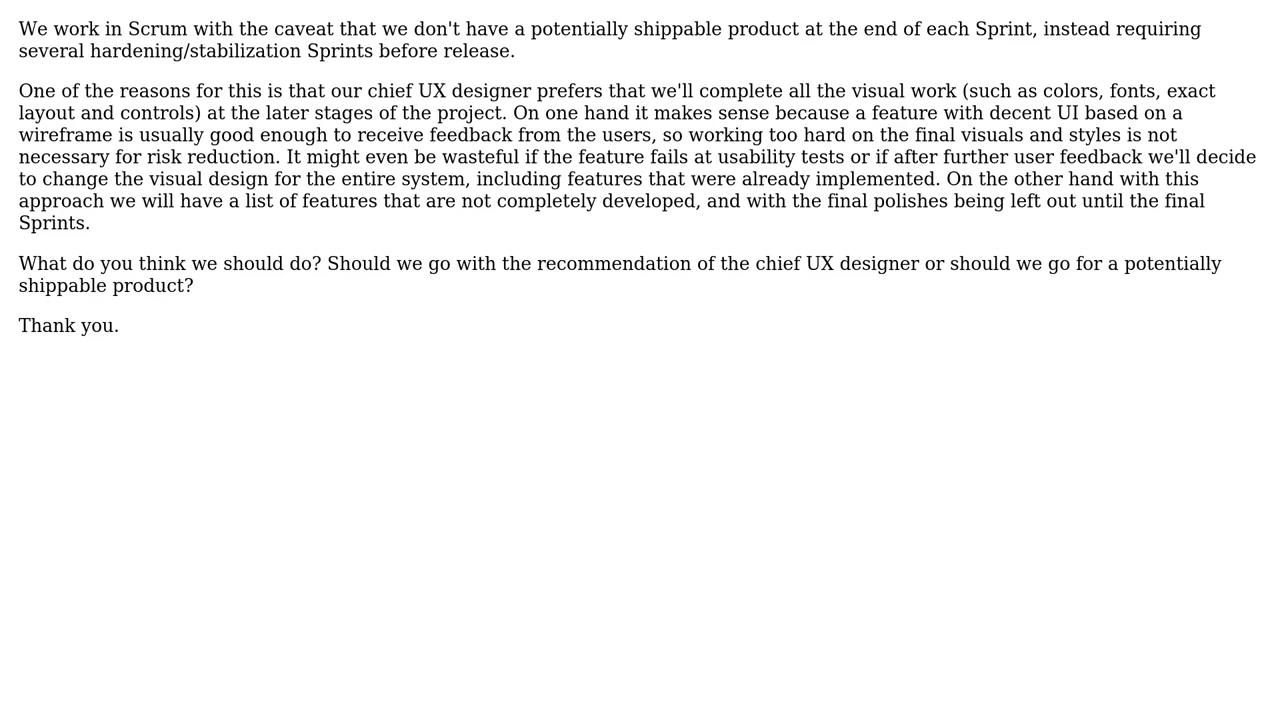 We work in Scrum with the caveat that we don't have a potentially shippable product at the end of each Sprint, instead requiring
several hardening/stabilization Sprints before release.
One of the reasons for this is that our chief UX designer prefers that we'll complete all the visual work (such as colors, fonts, exact
layout and controls) at the later stages of the project. On one hand it makes sense because a feature with decent UI based on a
wireframe is usually good enough to receive feedback from the users, so working too hard on the final visuals and styles is not
necessary for risk reduction. It might even be wasteful if the feature fails at usability tests or if after further user feedback we'll decide
to change the visual design for the entire system, including features that were already implemented. On the other hand with this
approach we will have a list of features that are not completely developed, and with the final polishes being left out until the final
Sprints.
What do you think we should do? Should we go with the recommendation of the chief UX designer or should we go for a potentially
shippable product?
Thank you.